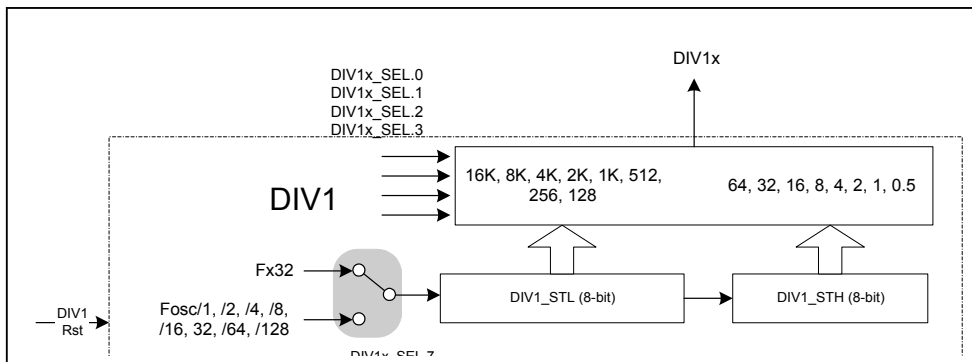 DIV1x
DIV1x_SEL.0
DIV1x_SEL.1
DIV1x_SEL.2
DIV1x_SEL.3
16K, 8K, 4K, 2K, 1K, 512,
256, 128
64, 32, 16, 8, 4, 2, 1, 0.5
DIV1
Fx32
DIV1_STL (8-bit)
DIV1_STH (8-bit)
Fosc/1, /2, /4, /8,
/16, 32, /64, /128
DIV1
Rst
DIV1x_SEL.7